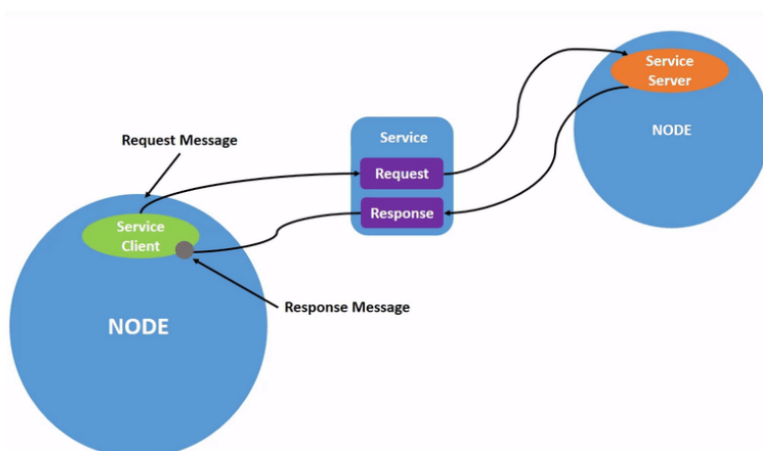 Service
Server
NODE
Service
Request Message
Request
Response
Service
Client
Response Message
NODE